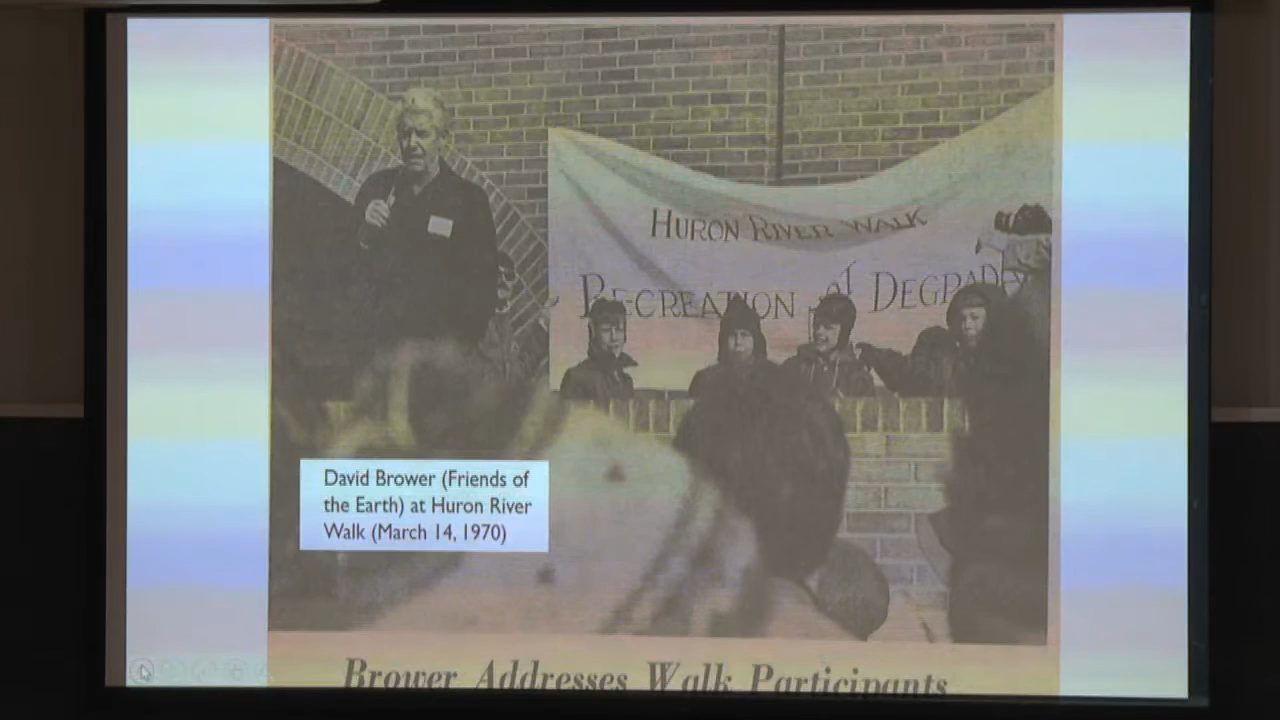 HURON RIVER WALK
RE-CREATION of
David Brower (Friends of
the Earth) at Huron River
Walk (March 14, 1970)
Brower Addresses Walk Participants